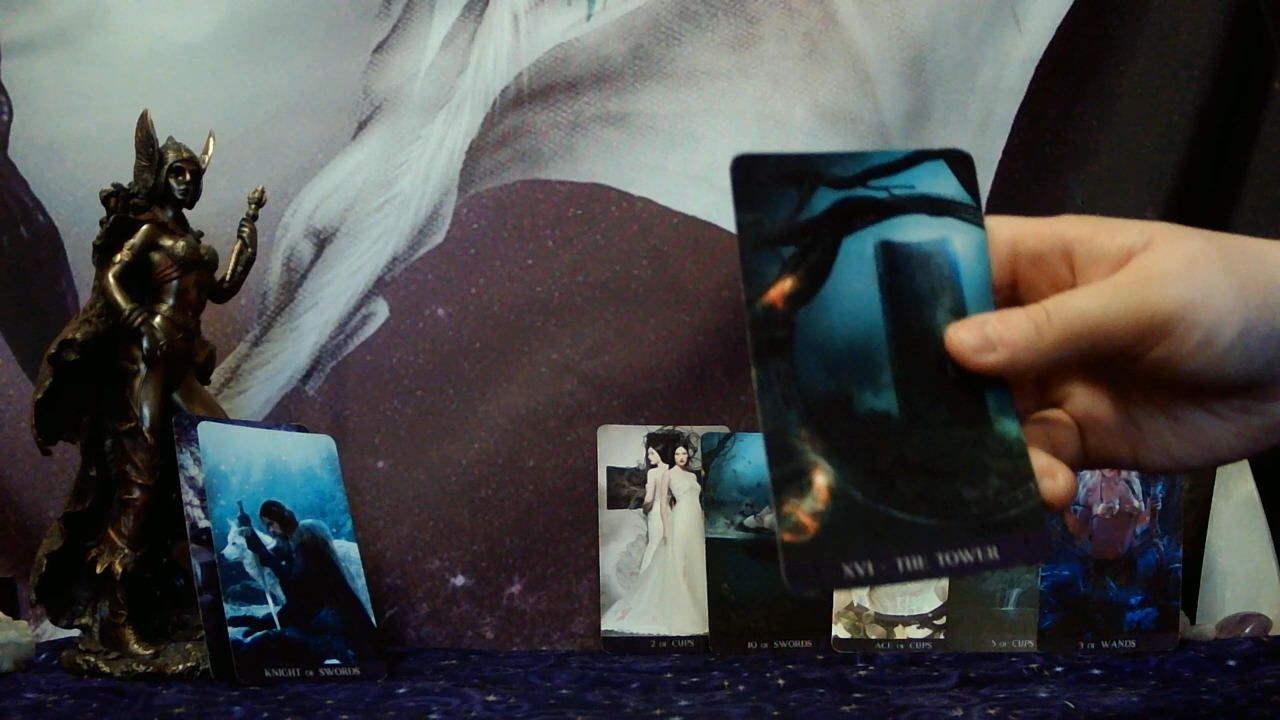 XVI · THE TOWER
KNIGHT OF SWORDS
2 OF CUPS
10 OF SWORDS
ACE OF CUPS
5 OF CUPS
3 OF WANDS